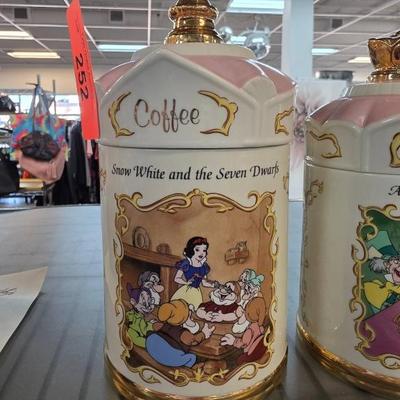 252
Coffee
Snow White and the Seven Dwarfs
A